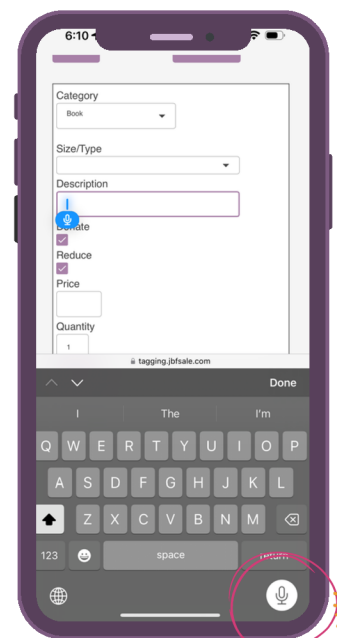 6:10
Category
Book
Size/Type
Description
Donate
Reduce
Price
Quantity
1
tagging.jbfsale.com
Done
I The I'm
Q W E R T Y U I O P
A S D F G H J K L
Z X C V B N M
123 space return